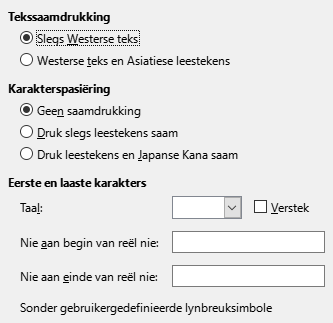 Tekssaamdrukking
Slegs Westerse teks
Westerse teks en Asiatiese leestekens
Karakterspasiëring
Geen saamdrukking
Druk slegs leestekens saam
Druk leestekens en Japanse Kana saam
Eerste en laaste karakters
Taal:
Verstek
Nie aan begin van reël nie:
Nie aan einde van reël nie:
Sonder gebruikergedefinieerde lynbreuksimbole